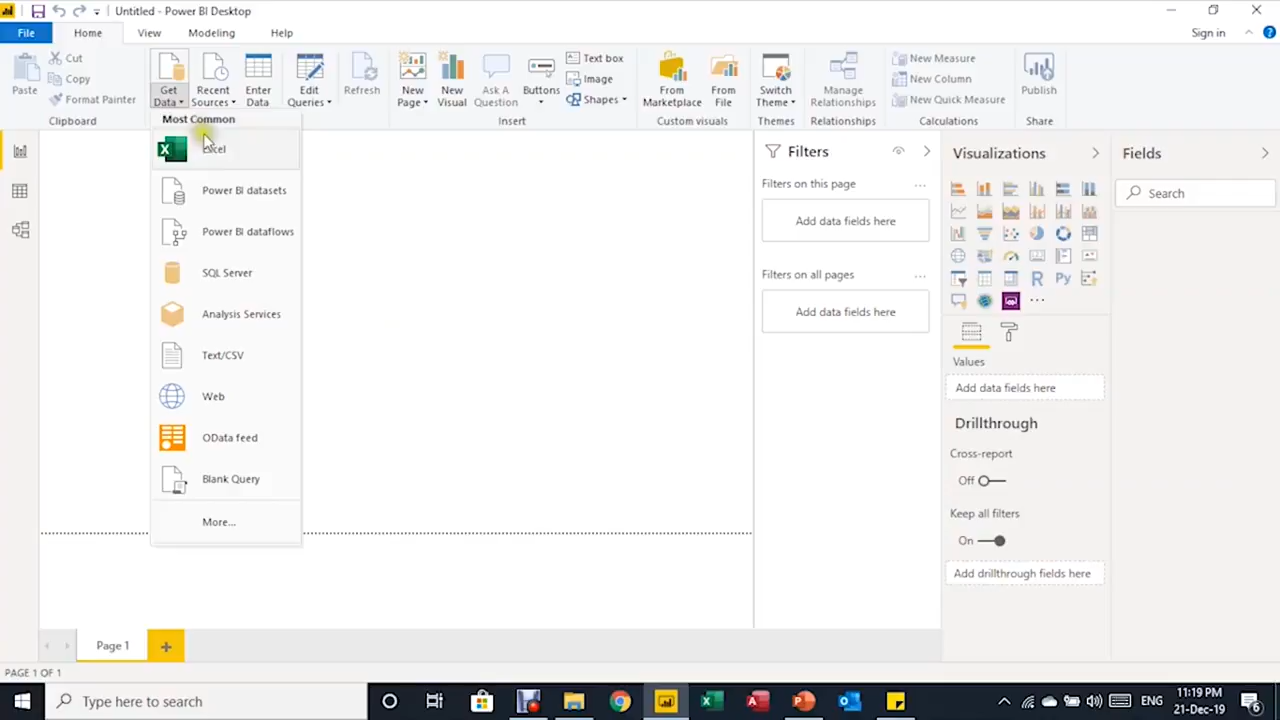 Untitled - Power BI Desktop
File
Home
View
Modeling
Help
Sign in
Paste
Cut
Copy
Format Painter
Clipboard
Get
Data
Recent
Sources
Enter
Data
Edit
Queries
Refresh
New
Page
New
Visual
Ask A
Question
Buttons
Text box
Image
Shapes
Insert
From
Marketplace
From
File
Custom visuals
Switch
Theme
Themes
Manage
Relationships
Relationships
New Measure
New Column
New Quick Measure
Calculations
Publish
Share
Most Common
Excel
Power BI datasets
Power BI dataflows
SQL Server
Analysis Services
Text/CSV
Web
OData feed
Blank Query
More...
Filters
Filters on this page
...
Add data fields here
Filters on all pages
...
Add data fields here
Visualizations
R
Py
...
Values
Add data fields here
Drillthrough
Cross-report
Off
Keep all filters
On
Add drillthrough fields here
Fields
Search
Page 1
PAGE 1 OF 1
Type here to search
ENG
11:19 PM
21-Dec-19
6